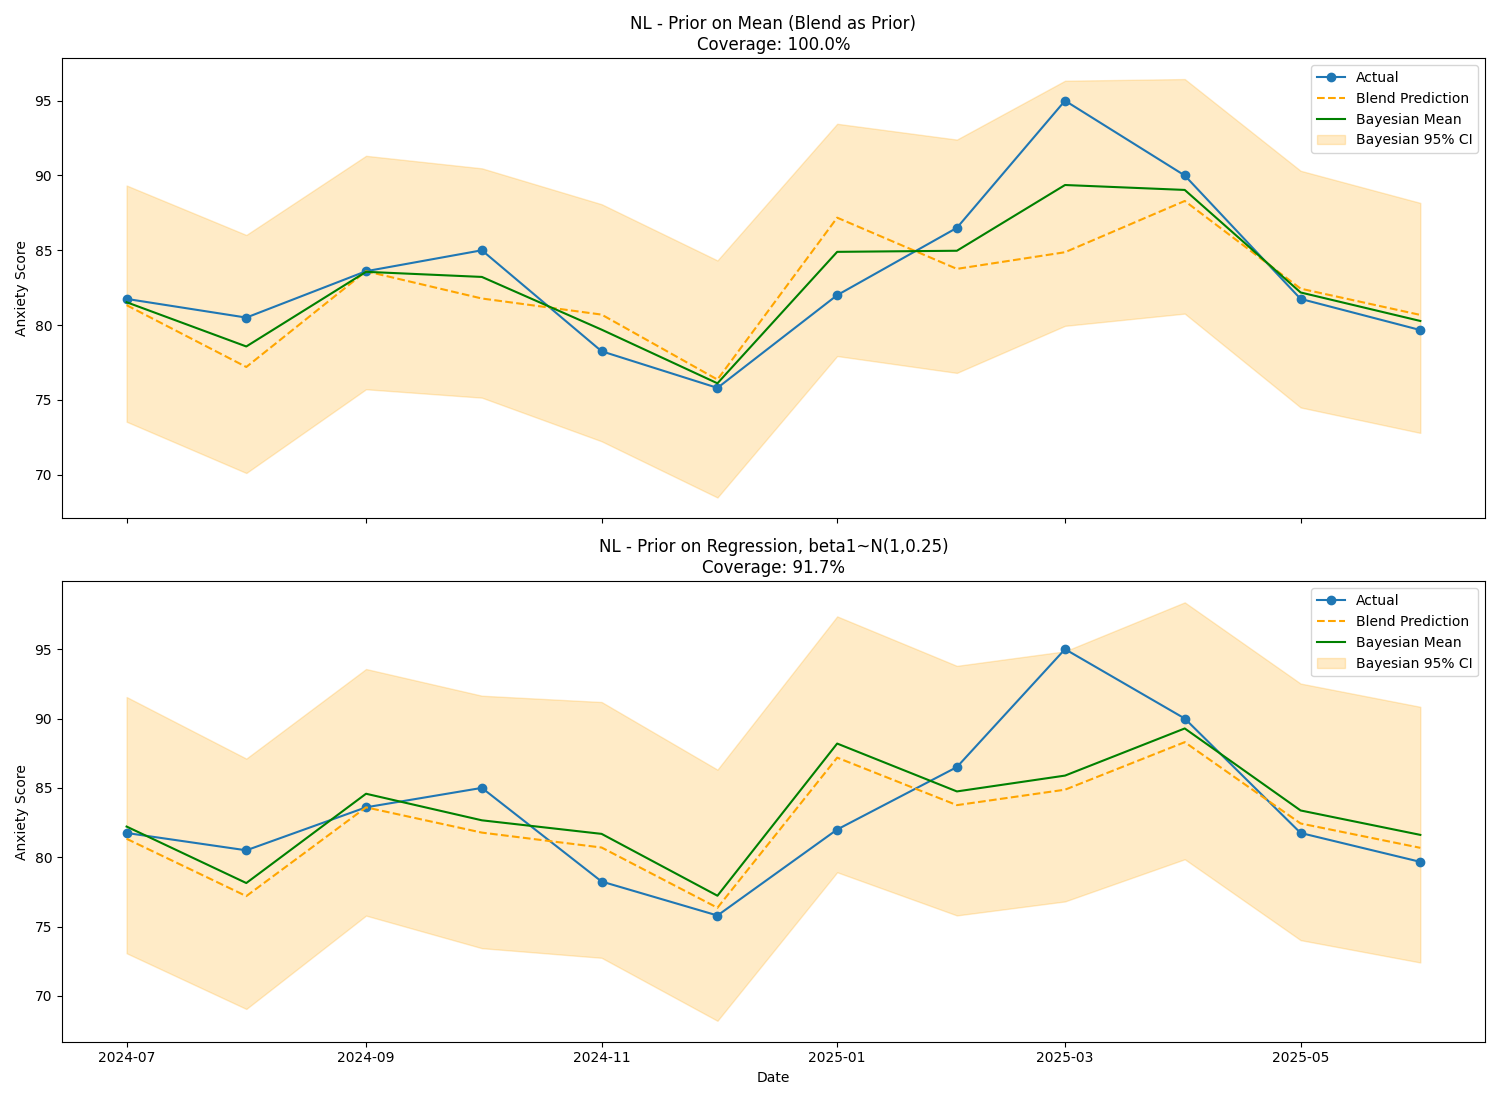 NL - Prior on Mean (Blend as Prior)
Coverage: 100.0%
Anxiety Score
95
90
85
80
75
70
Actual
Blend Prediction
Bayesian Mean
Bayesian 95% CI
NL - Prior on Regression, beta1~N(1,0.25)
Coverage: 91.7%
Anxiety Score
95
90
85
80
75
70
Actual
Blend Prediction
Bayesian Mean
Bayesian 95% CI
2024-07
2024-09
2024-11
2025-01
2025-03
2025-05
Date